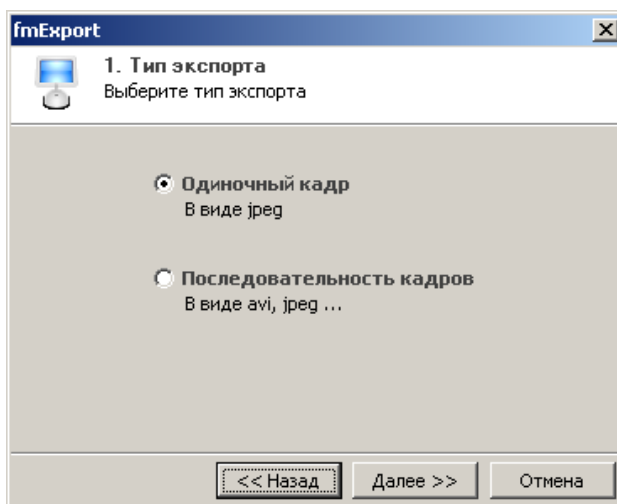 fmExport
1. Тип экспорта
Выберите тип экспорта
Одиночный кадр
В виде jpeg
Последовательность кадров
В виде avi, jpeg ...
<< Назад Далее >> Отмена